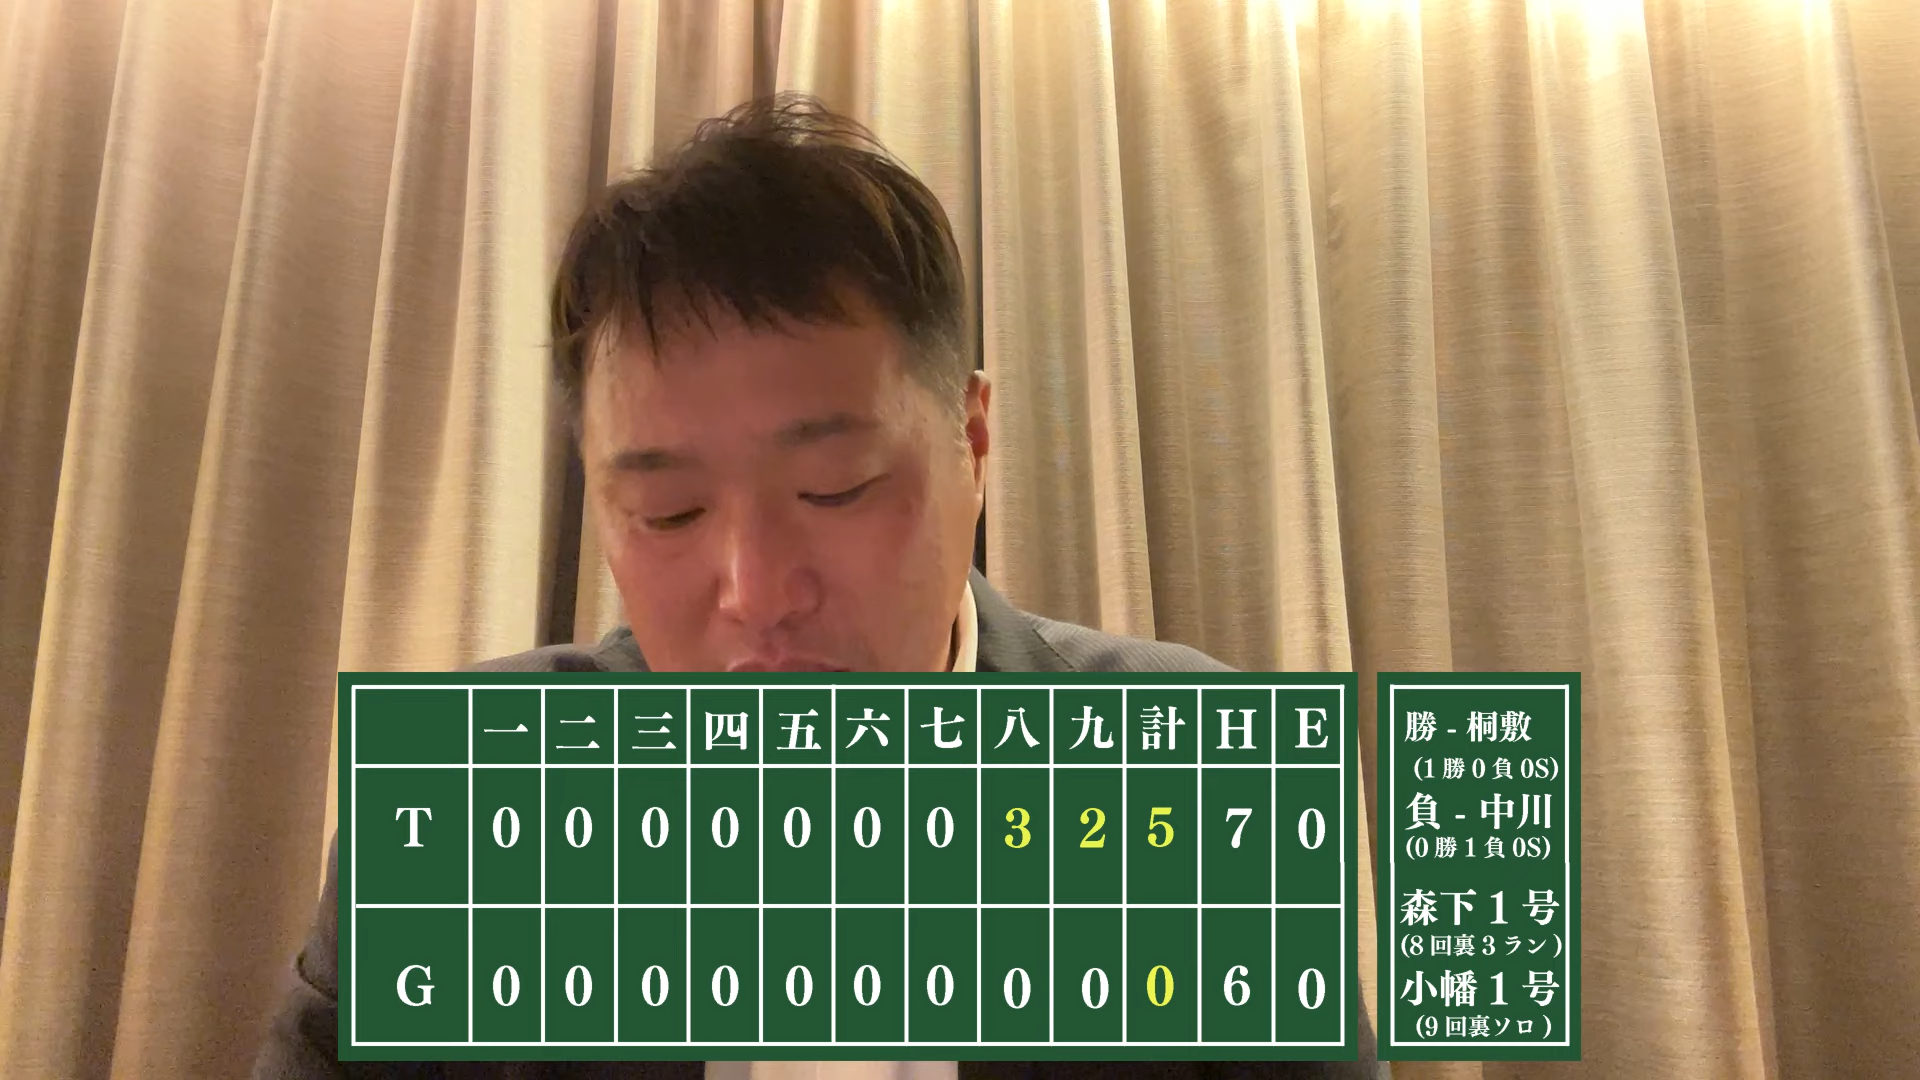 一 二 三 四 五 六 七 八 九 計 H E
T 0 0 0 0 0 0 0 3 2 5 7 0
G 0 0 0 0 0 0 0 0 0 0 6 0
勝 - 桐敷
(1勝0負0S)
負 - 中川
(0勝1負0S)
森下1号
(8回裏3ラン)
小幡1号
(9回裏ソロ)